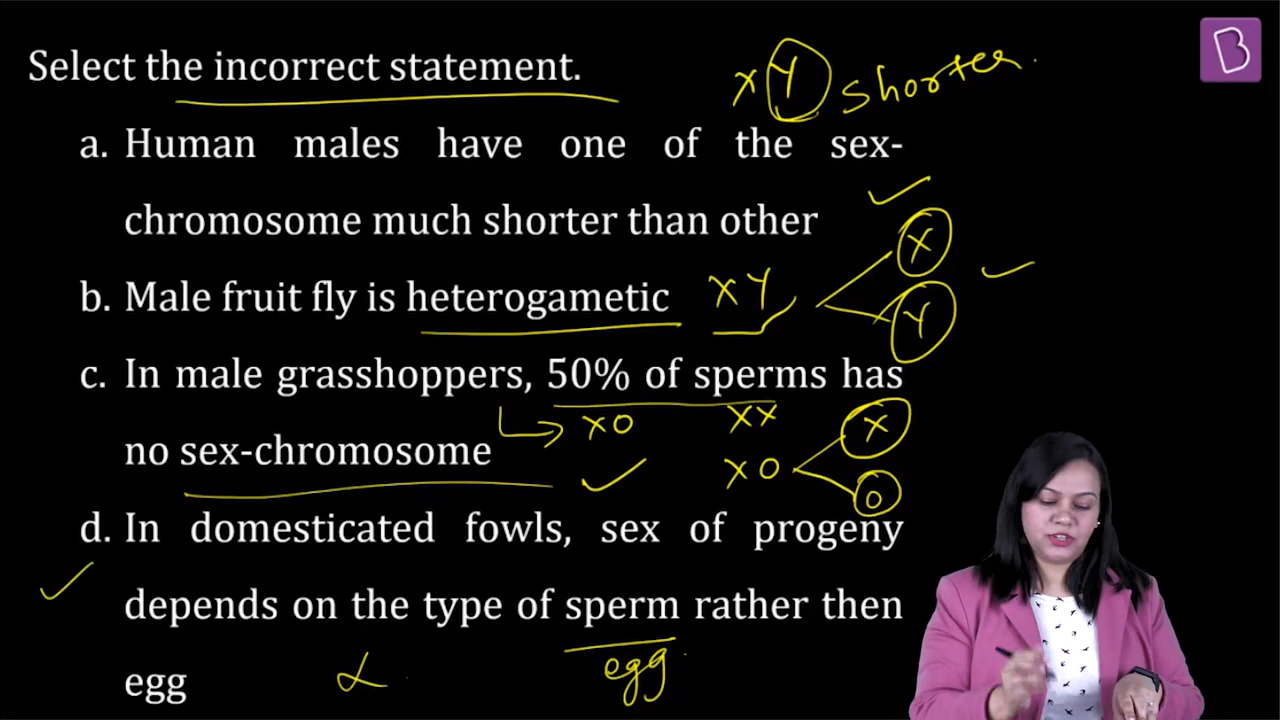 Select the incorrect statement.
X Y shorter
B
a. Human males have one of the sex-
chromosome much shorter than other
X
b. Male fruit fly is heterogametic XY
Y
c. In male grasshoppers, 50% of sperms has
XO XX X
no sex-chromosome XO
O
d. In domesticated fowls, sex of progeny
depends on the type of sperm rather then
egg egg